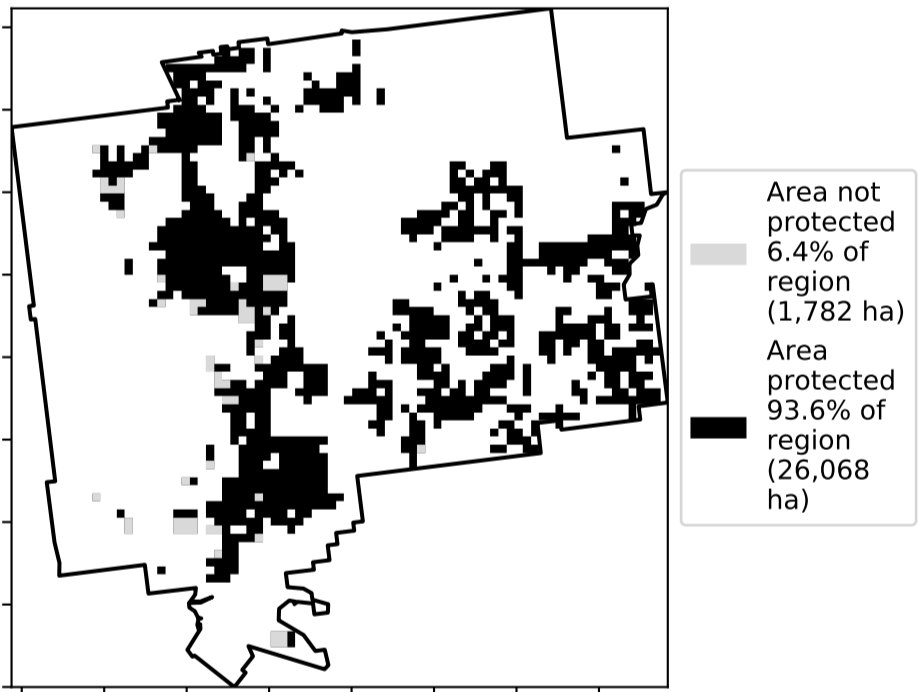 Area not
protected
6.4% of
region
(1,782 ha)
Area
protected
93.6% of
region
(26,068
ha)